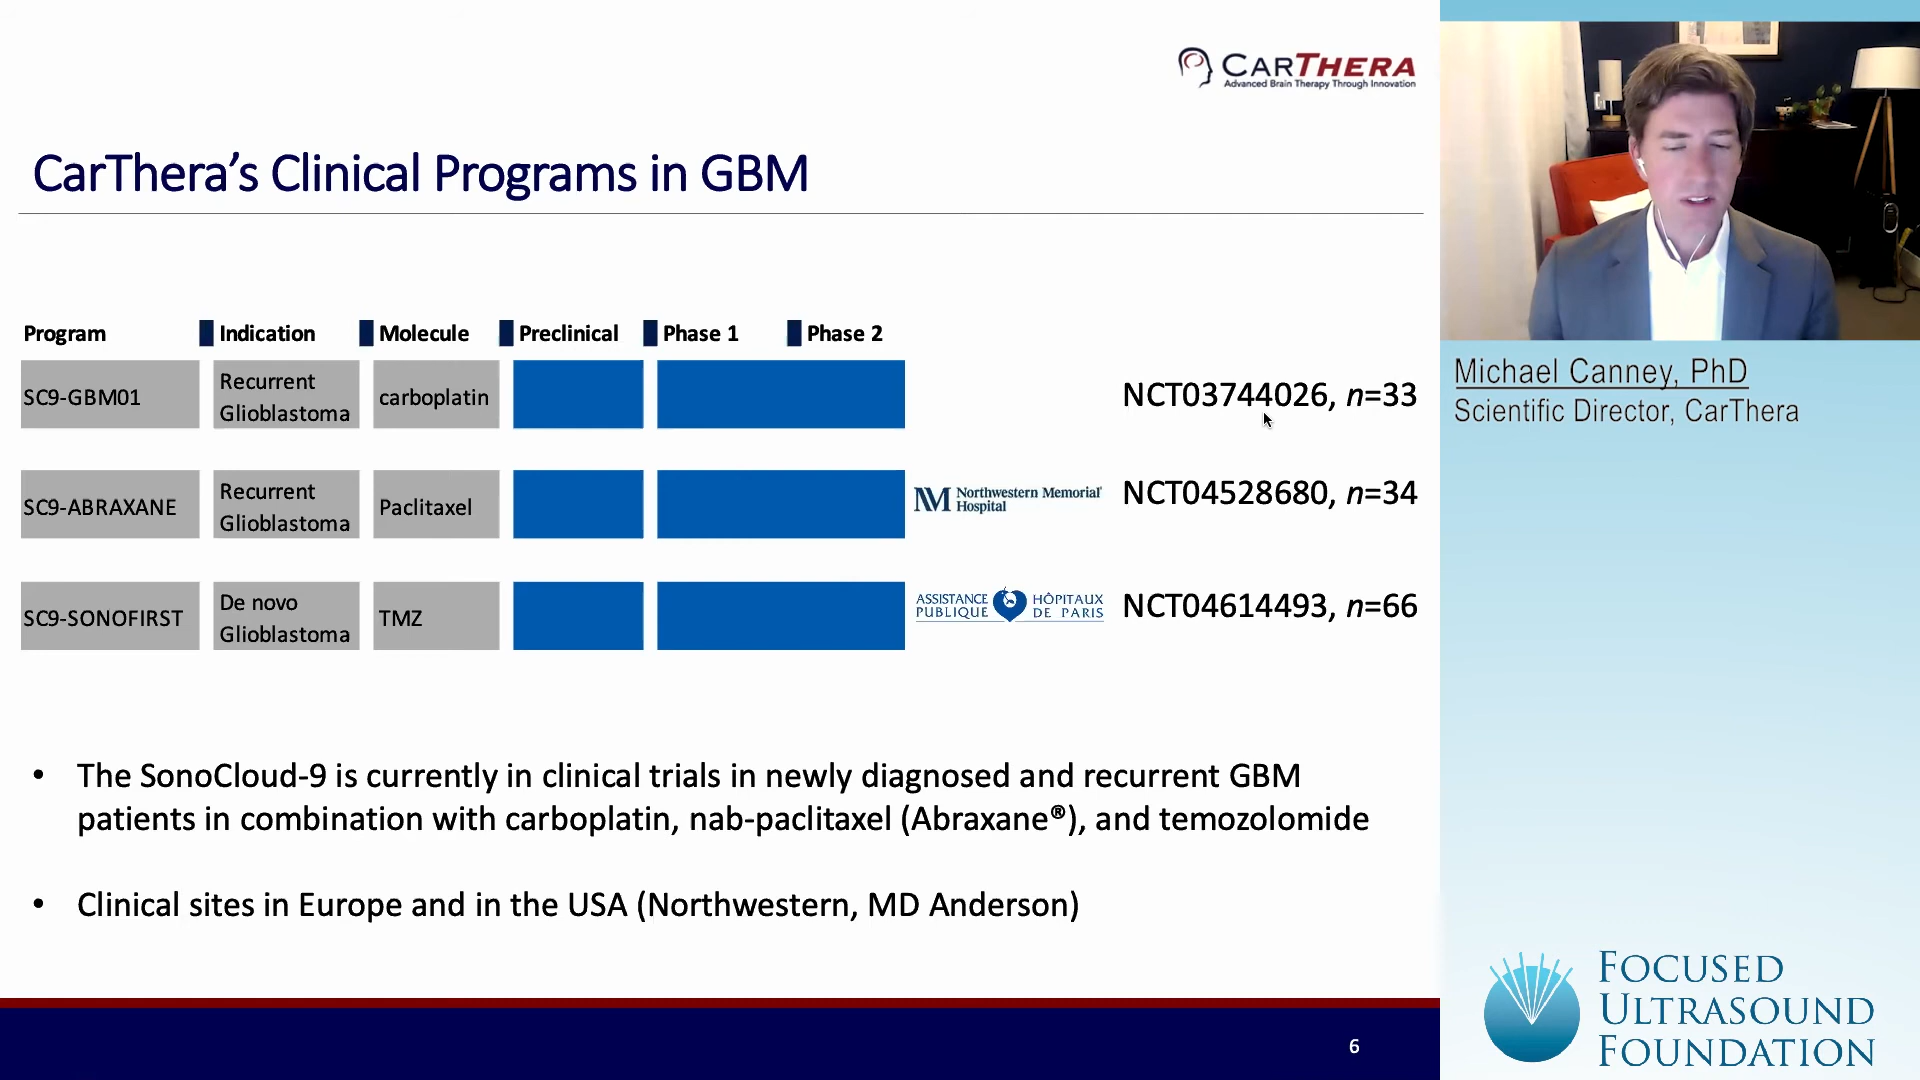 CARTHERA
Advanced Brain Therapy Through Innovation
CarThera’s Clinical Programs in GBM
Program Indication Molecule Preclinical Phase 1 Phase 2
SC9-GBM01
Recurrent
Glioblastoma
carboplatin
NCT03744026, n=33
SC9-ABRAXANE
Recurrent
Glioblastoma
Paclitaxel
Northwestern Memorial®
Hospital
NCT04528680, n=34
SC9-SONOFIRST
De novo
Glioblastoma
TMZ
ASSISTANCE HÔPITAUX
PUBLIQUE DE PARIS
NCT04614493, n=66
• The SonoCloud-9 is currently in clinical trials in newly diagnosed and recurrent GBM
patients in combination with carboplatin, nab-paclitaxel (Abraxane®), and temozolomide
• Clinical sites in Europe and in the USA (Northwestern, MD Anderson)
6
Michael Canney, PhD
Scientific Director, CarThera
FOCUSED
ULTRASOUND
FOUNDATION